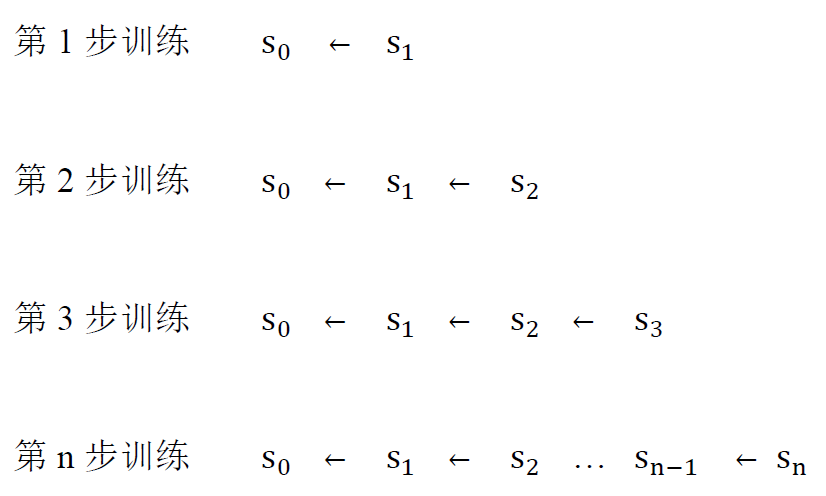 第 1 步训练 s₀ ← s₁
第 2 步训练 s₀ ← s₁ ← s₂
第 3 步训练 s₀ ← s₁ ← s₂ ← s₃
第 n 步训练 s₀ ← s₁ ← s₂ … sₙ₋₁ ← sₙ